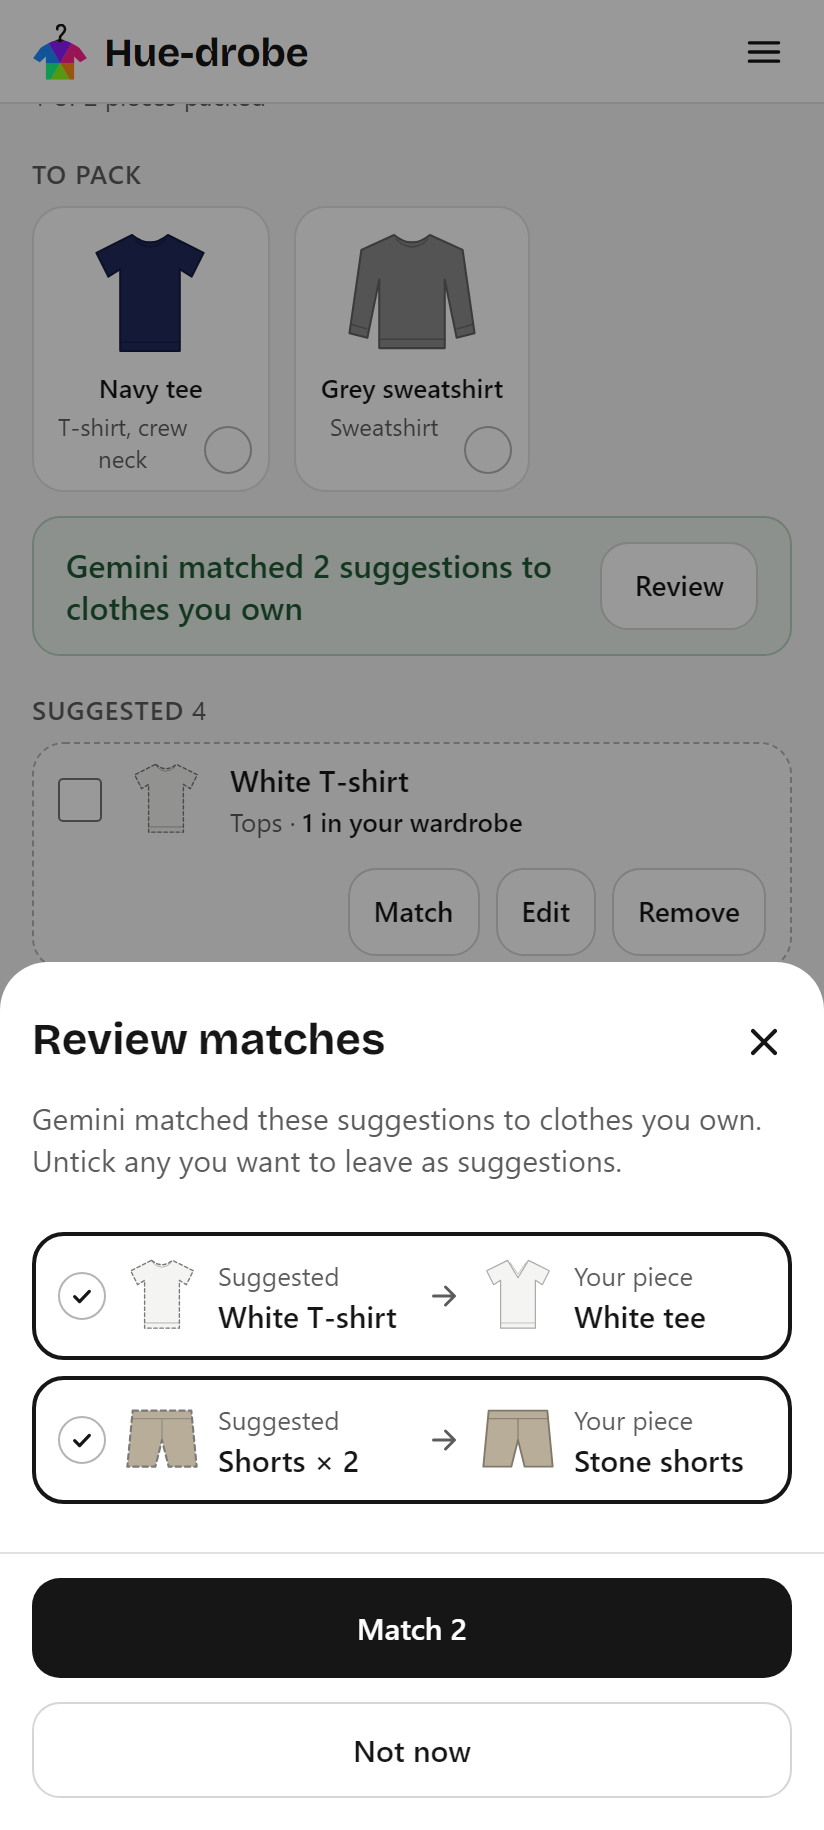 Hue-drobe
TO PACK
Navy tee
T-shirt, crew
neck
Grey sweatshirt
Sweatshirt
Gemini matched 2 suggestions to
clothes you own
Review
SUGGESTED 4
White T-shirt
Tops · 1 in your wardrobe
Match
Edit
Remove
Review matches
Gemini matched these suggestions to clothes you own.
Untick any you want to leave as suggestions.
Suggested
White T-shirt
→
Your piece
White tee
Suggested
Shorts × 2
→
Your piece
Stone shorts
Match 2
Not now